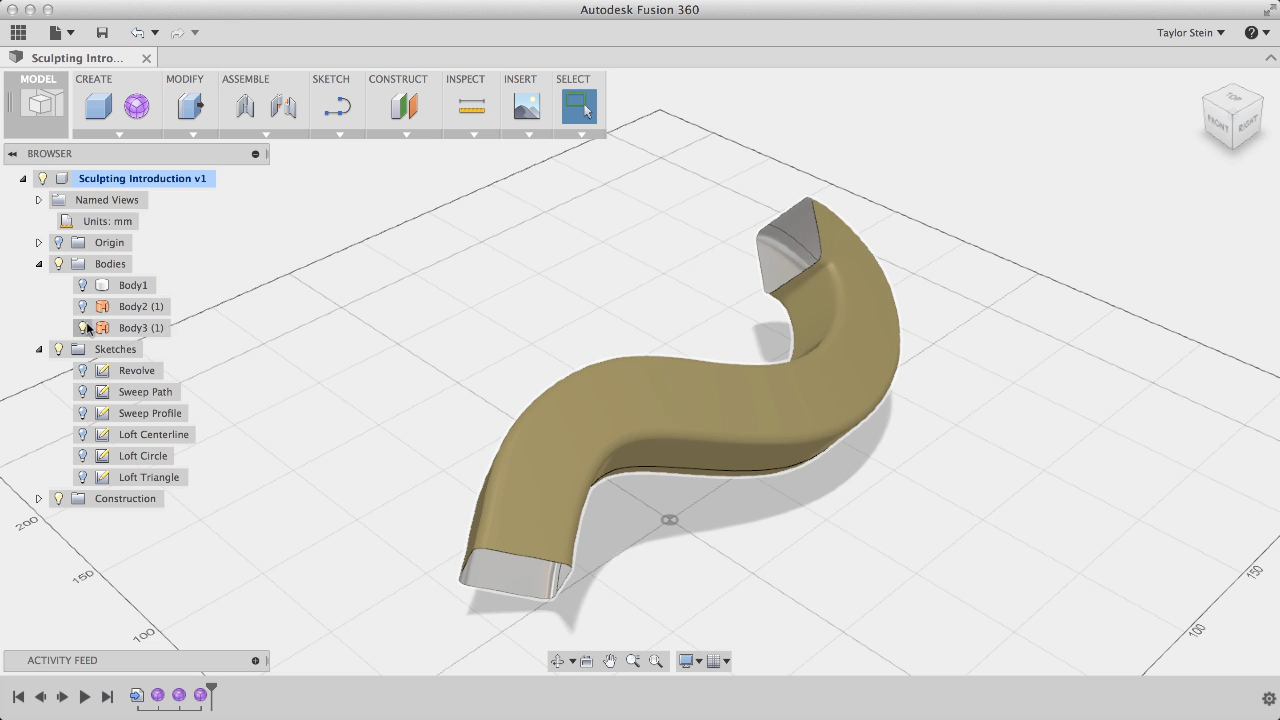 Autodesk Fusion 360
Taylor Stein
Sculpting Intro...
MODEL CREATE MODIFY ASSEMBLE SKETCH CONSTRUCT INSPECT INSERT SELECT
TOP
FRONT RIGHT
BROWSER
Sculpting Introduction v1
Named Views
Units: mm
Origin
Bodies
Body1
Body2 (1)
Body3 (1)
Sketches
Revolve
Sweep Path
Sweep Profile
Loft Centerline
Loft Circle
Loft Triangle
Construction
200
150
100
150
100
ACTIVITY FEED